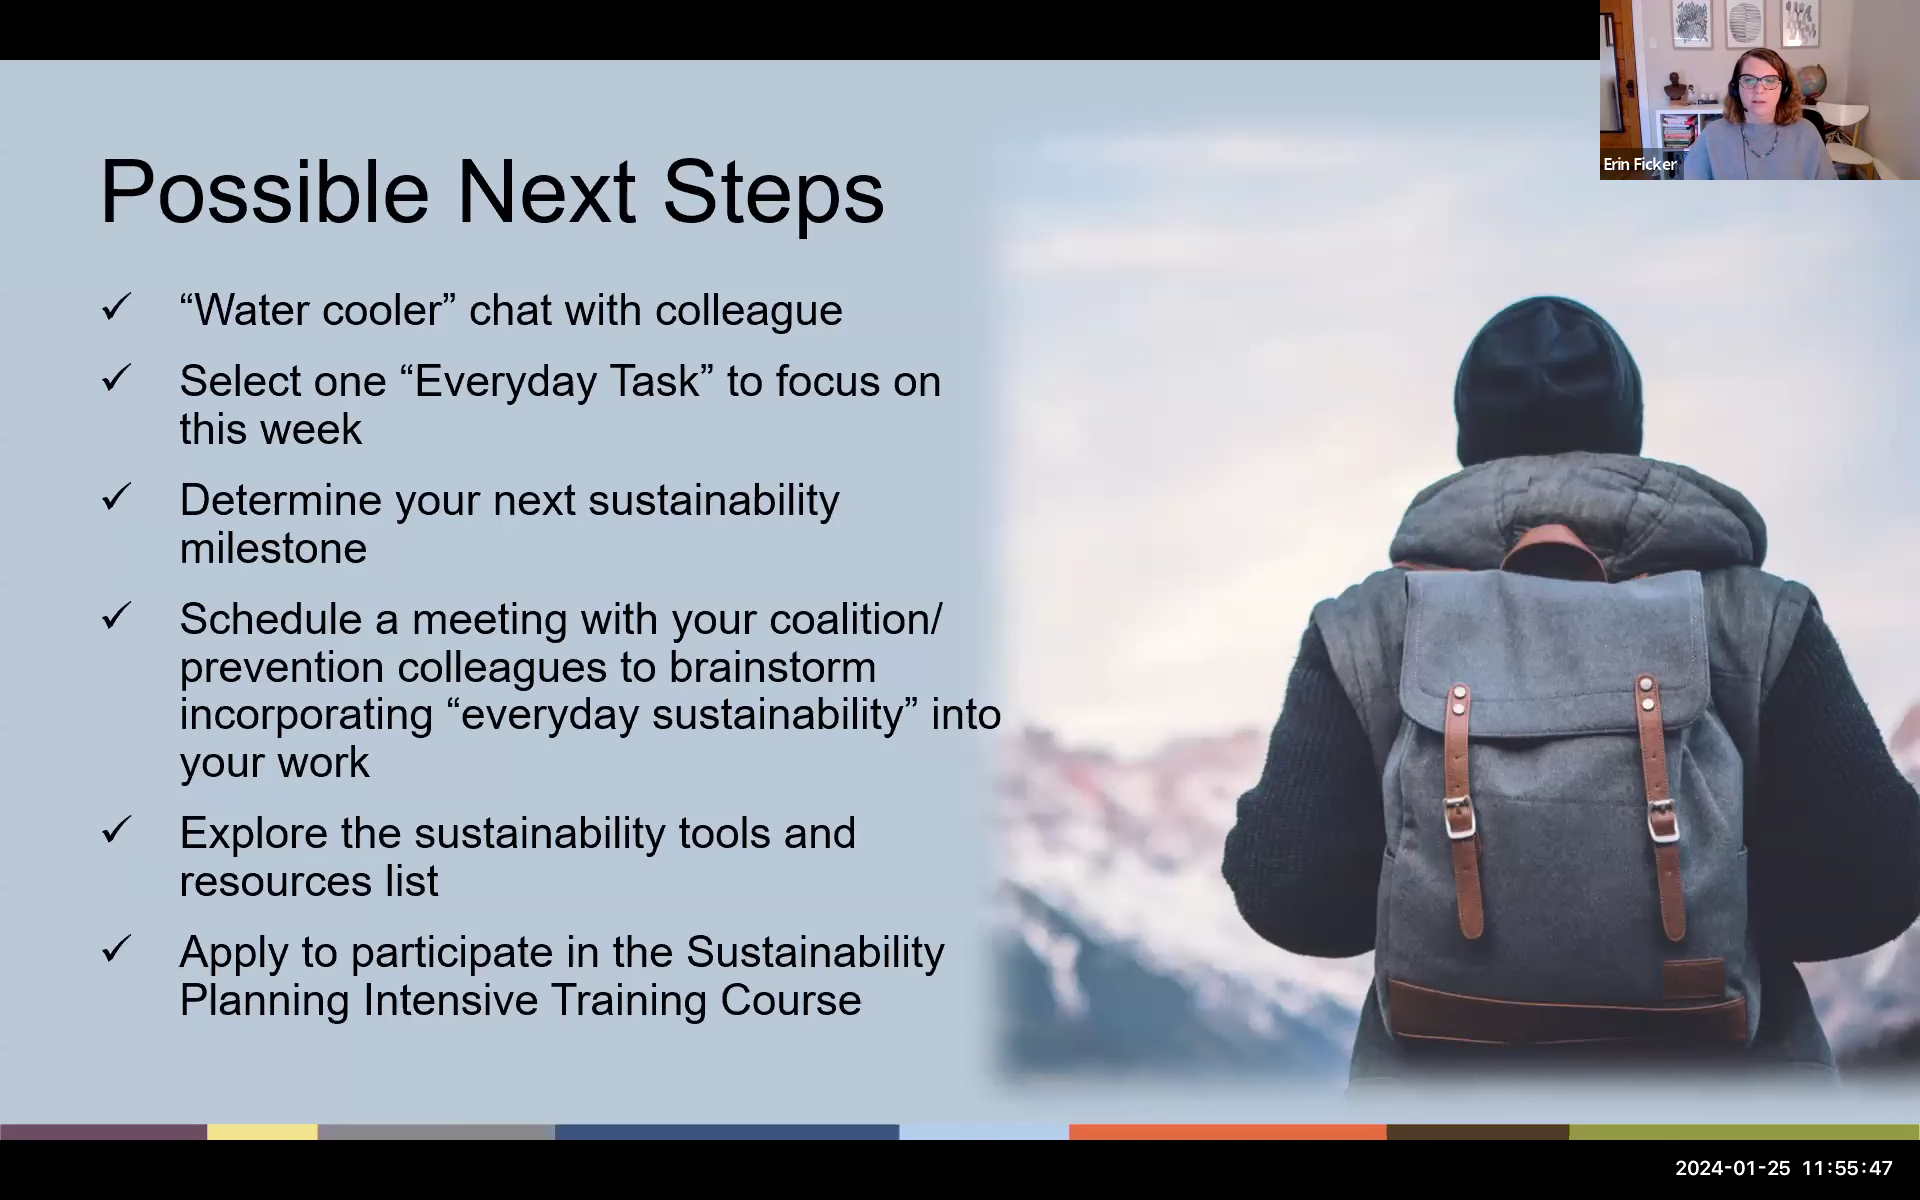 Erin Ficker
Possible Next Steps
✓ “Water cooler” chat with colleague
✓ Select one “Everyday Task” to focus on
this week
✓ Determine your next sustainability
milestone
✓ Schedule a meeting with your coalition/
prevention colleagues to brainstorm
incorporating “everyday sustainability” into
your work
✓ Explore the sustainability tools and
resources list
✓ Apply to participate in the Sustainability
Planning Intensive Training Course
2024-01-25 11:55:47